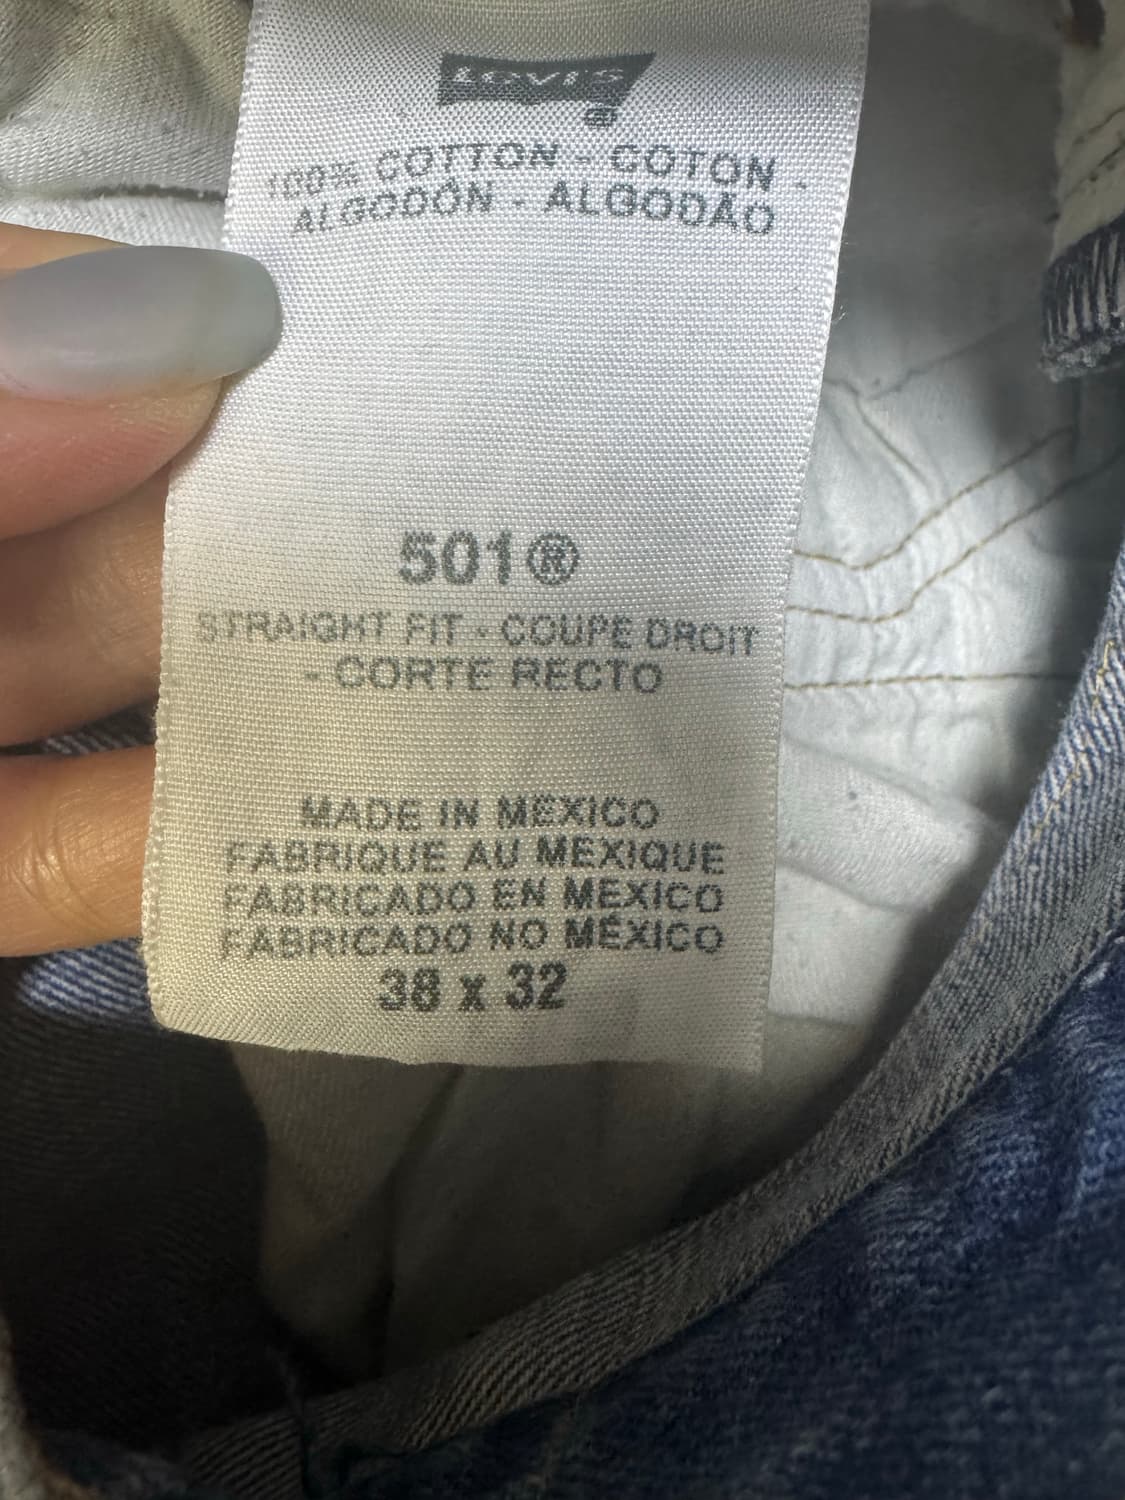 Levi's®
100% COTTON - COTON -
ALGODÓN - ALGODÃO
501®
STRAIGHT FIT - COUPE DROIT
- CORTE RECTO
MADE IN MEXICO
FABRIQUE AU MEXIQUE
FABRICADO EN MEXICO
FABRICADO NO MÉXICO
38 x 32